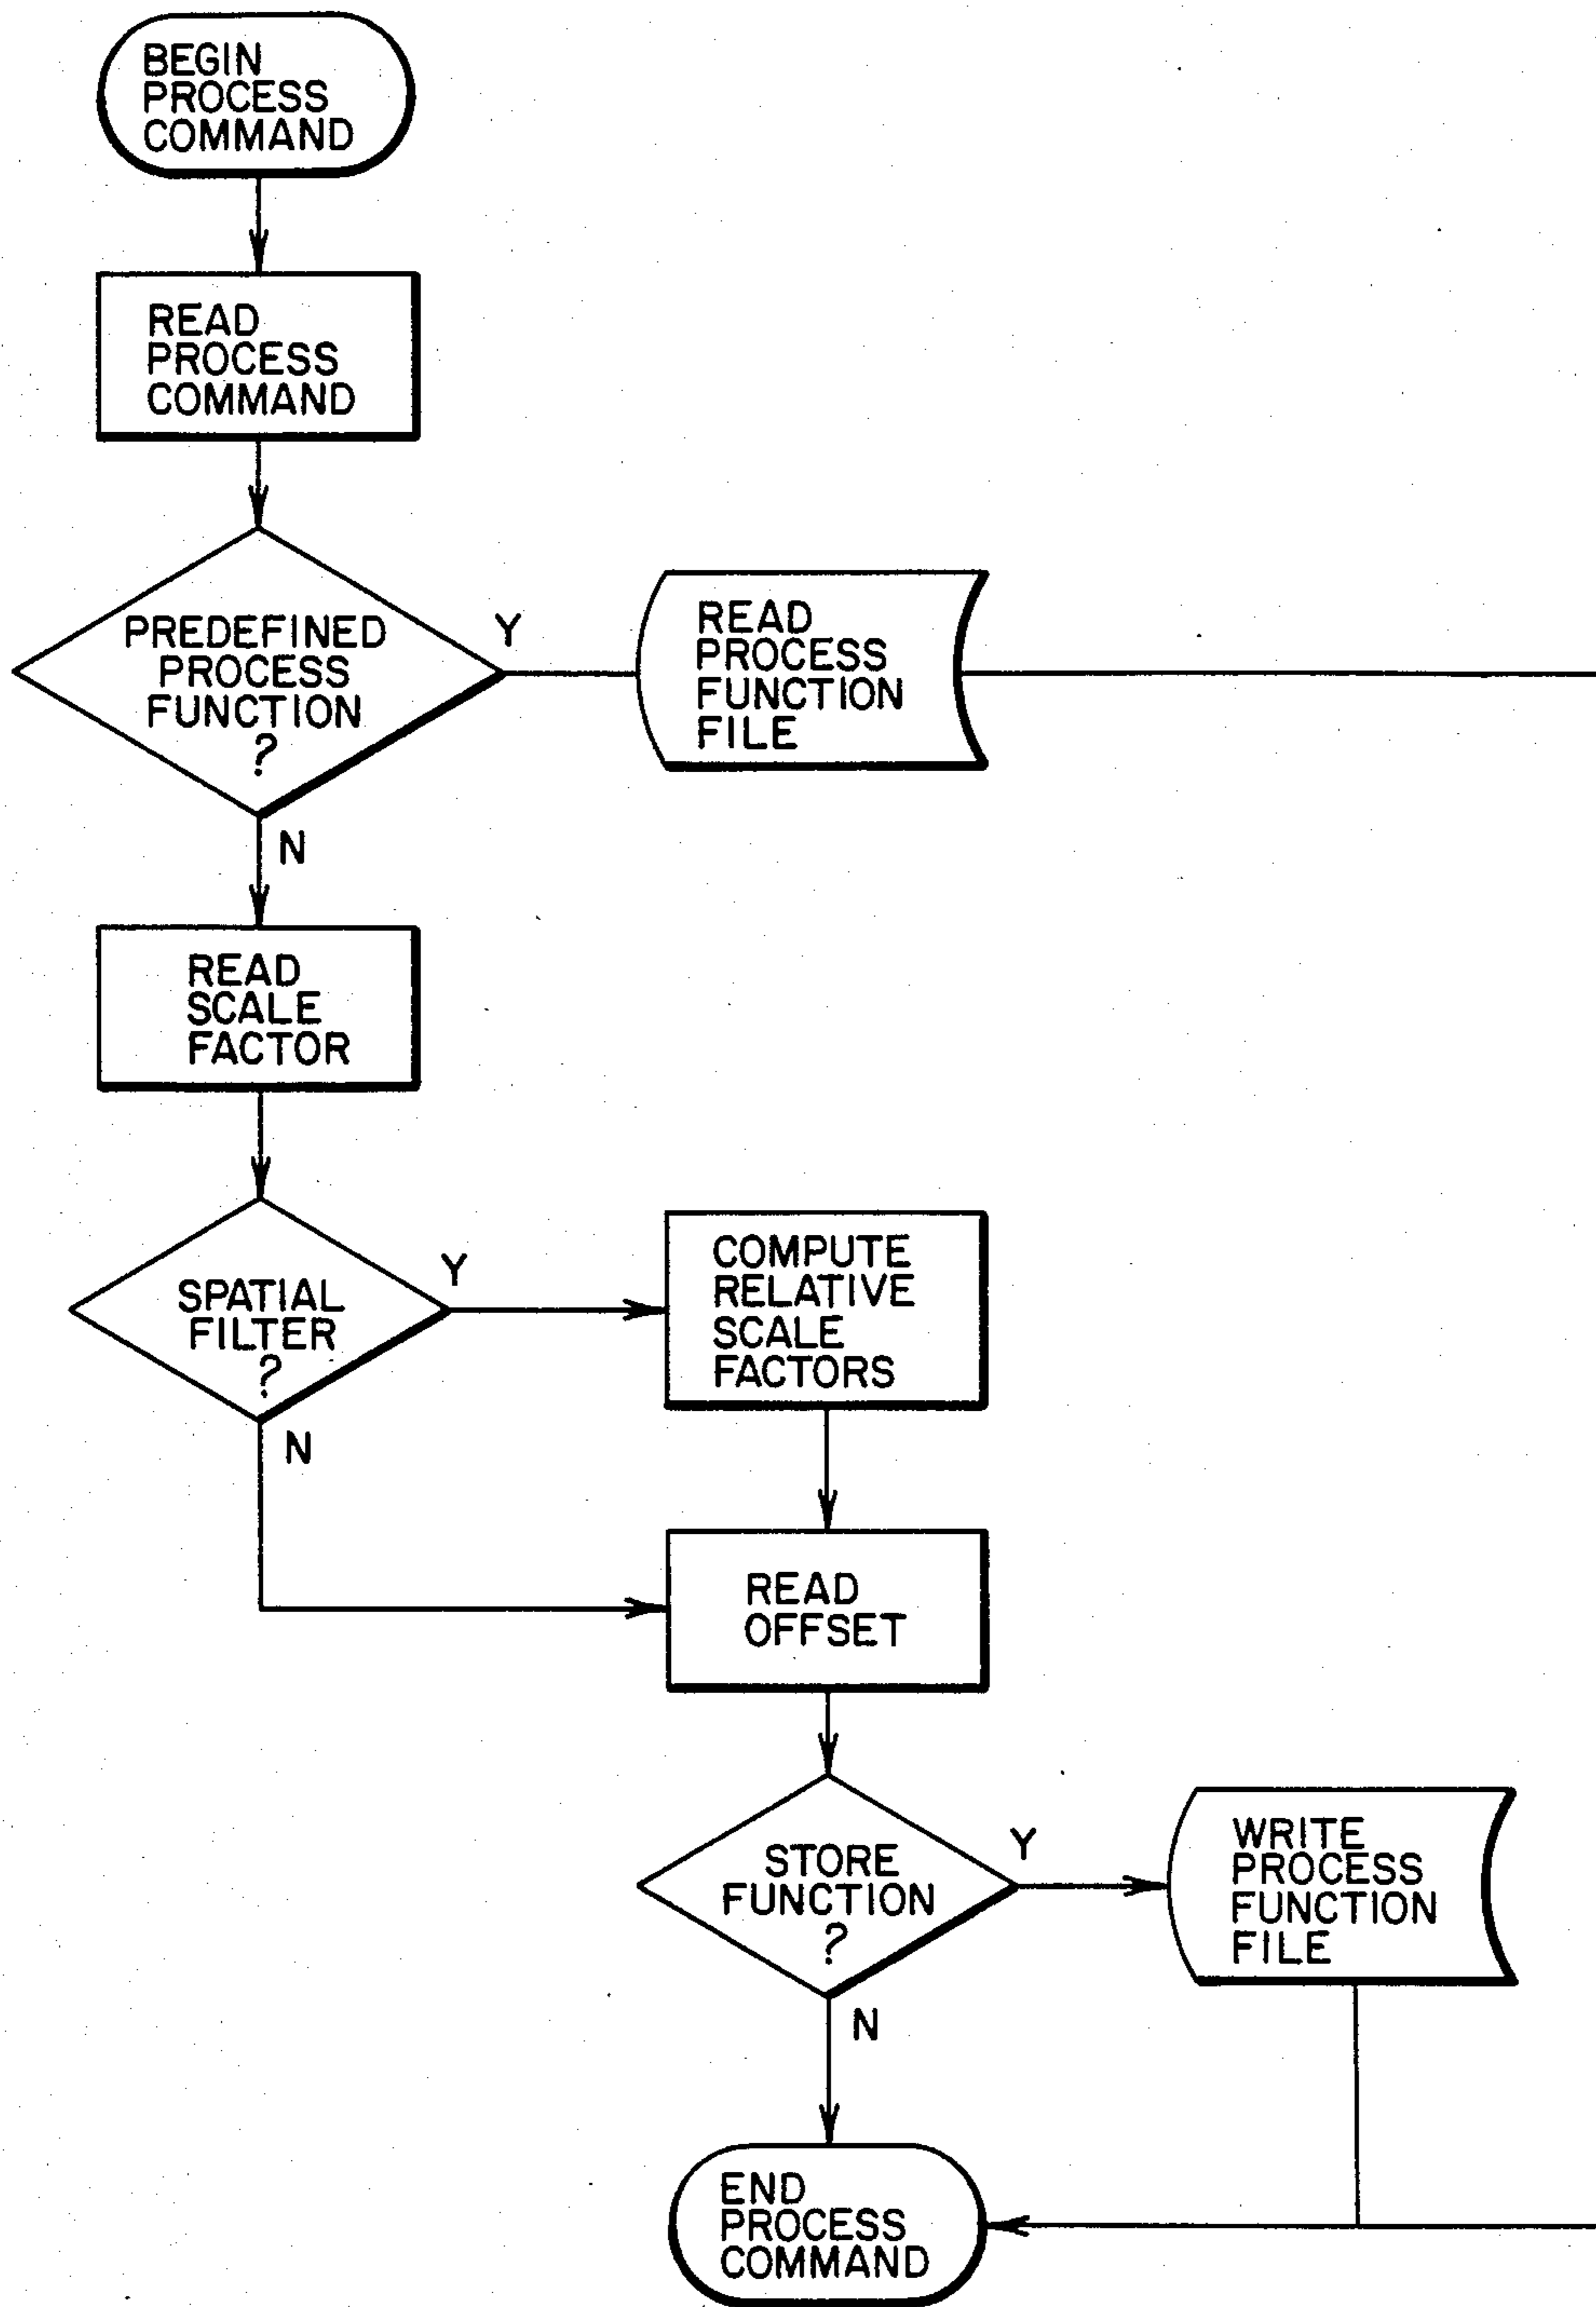 BEGIN
PROCESS
COMMAND
READ
PROCESS
COMMAND
PREDEFINED
PROCESS
FUNCTION
?
Y
READ
PROCESS
FUNCTION
FILE
N
READ
SCALE
FACTOR
SPATIAL
FILTER
?
Y
COMPUTE
RELATIVE
SCALE
FACTORS
N
READ
OFFSET
STORE
FUNCTION
?
Y
WRITE
PROCESS
FUNCTION
FILE
N
END
PROCESS
COMMAND